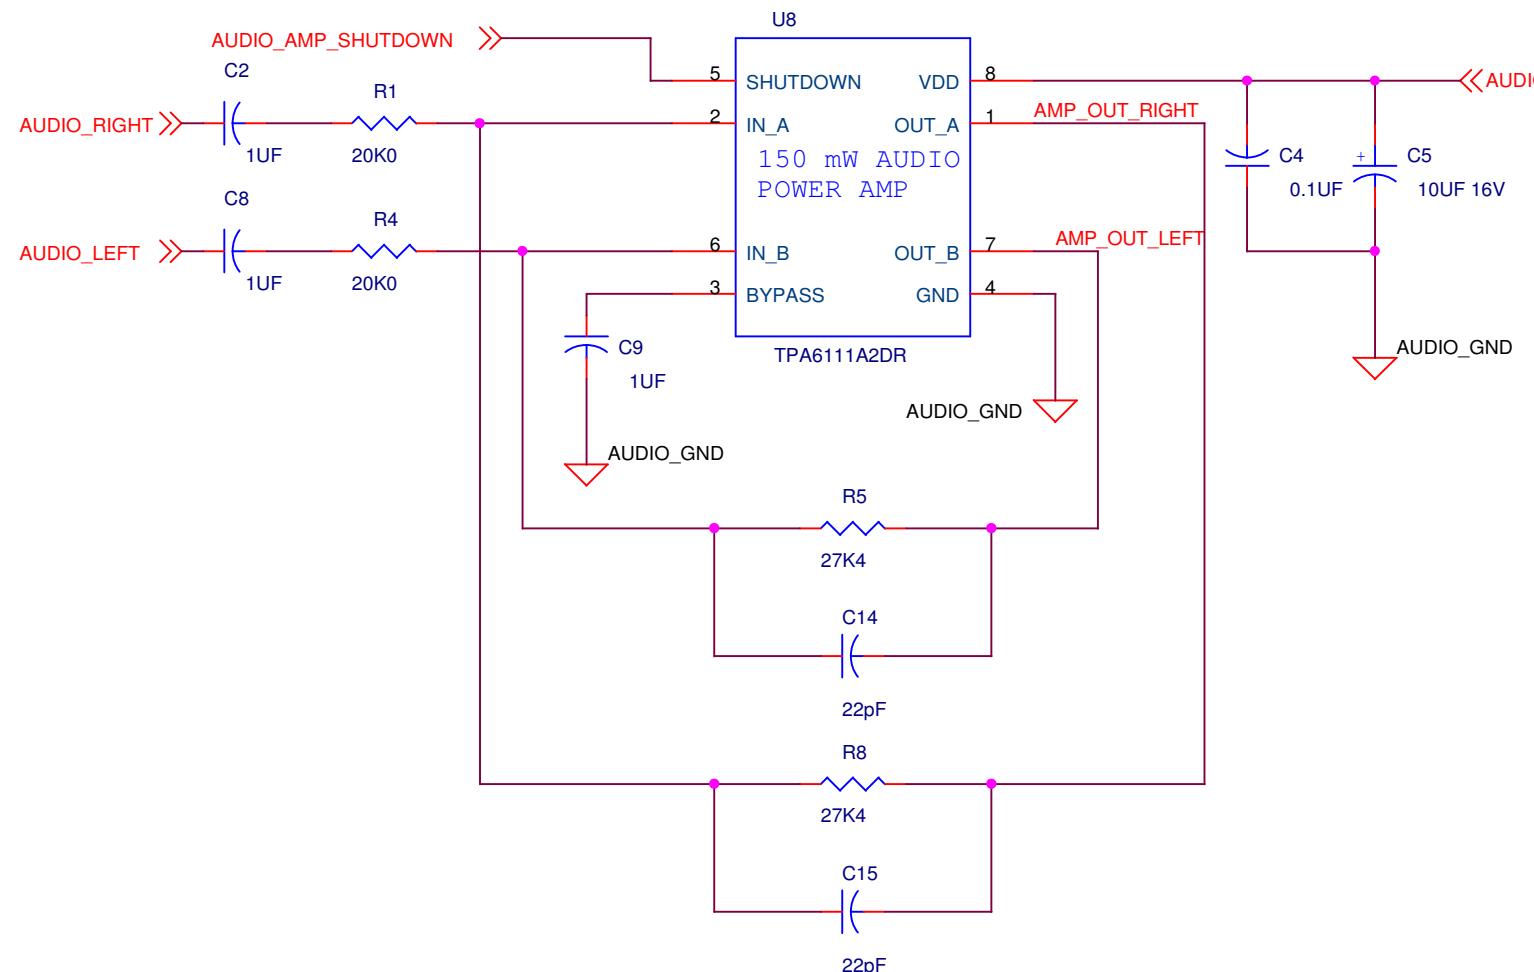 U8
AUDIO_AMP_SHUTDOWN
C2
5
SHUTDOWN
VDD
8
AUDI
R1
AMP_OUT_RIGHT
AUDIO_RIGHT
2
IN_A
OUT_A
1
1UF
20K0
150 mW AUDIO
POWER AMP
C4
+
C5
0.1UF
10UF 16V
C8
R4
AUDIO_LEFT
6
IN_B
OUT_B
7
AMP_OUT_LEFT
1UF
20K0
3
BYPASS
GND
4
C9
1UF
TPA6111A2DR
AUDIO_GND
AUDIO_GND
AUDIO_GND
R5
27K4
C14
22pF
R8
27K4
C15
22pF